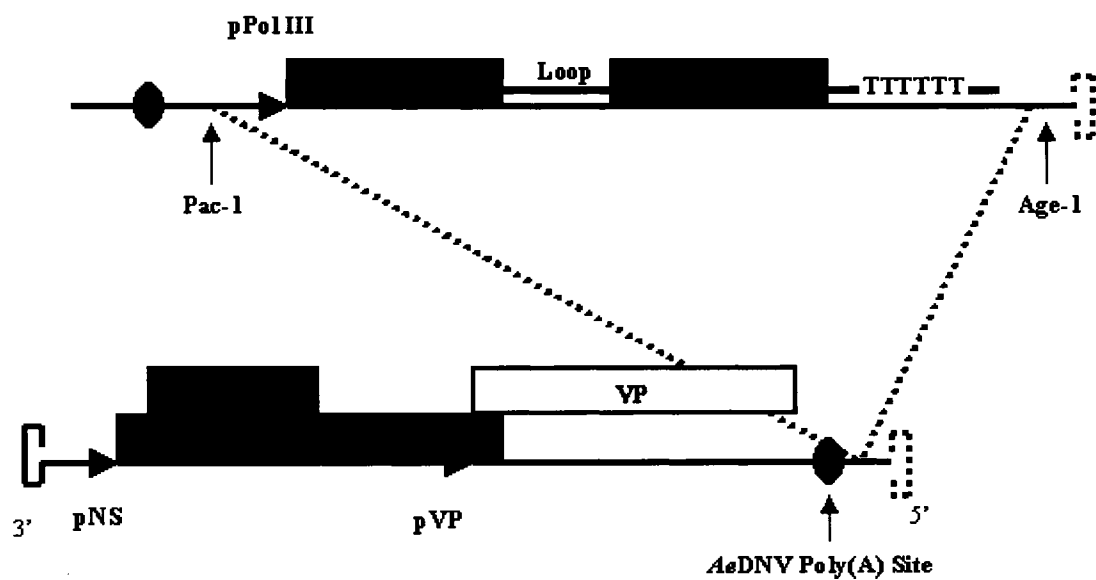 pPol III
Loop
TTTTTT
Pac-1
Age-1
VP
3'
pNS
pVP
5'
AeDNV Poly(A) Site